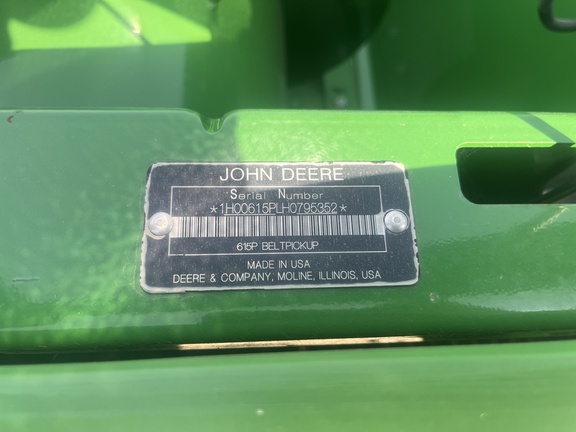 JOHN DEERE
Serial Number
*1H00615PLH0795352*
615P BELTPICKUP
MADE IN USA
DEERE & COMPANY, MOLINE, ILLINOIS, USA